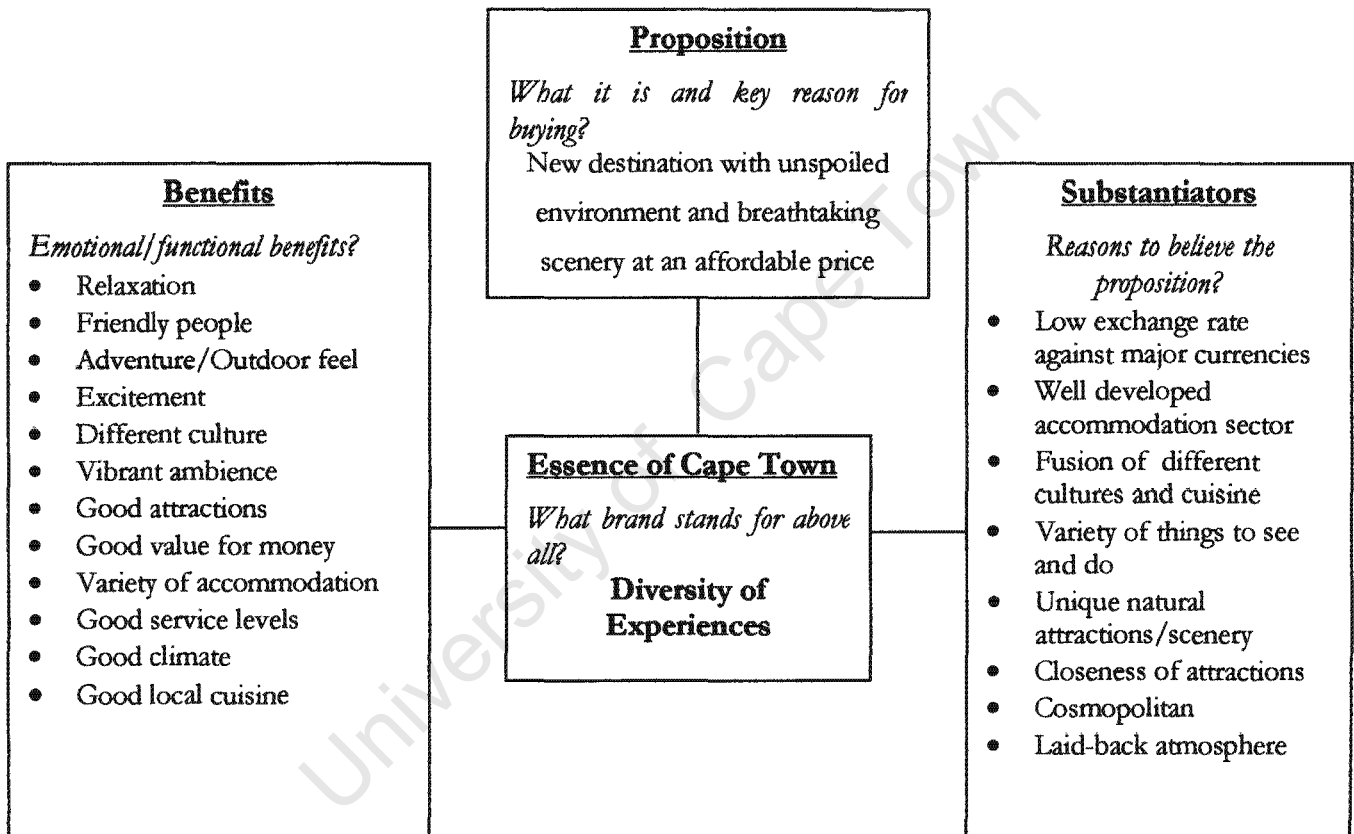 Proposition
What it is and key reason for
buying?
New destination with unspoiled
environment and breathtaking
scenery at an affordable price
Benefits
Emotional/functional benefits?
• Relaxation
• Friendly people
• Adventure/Outdoor feel
• Excitement
• Different culture
• Vibrant ambience
• Good attractions
• Good value for money
• Variety of accommodation
• Good service levels
• Good climate
• Good local cuisine
Essence of Cape Town
What brand stands for above
all?
Diversity of
Experiences
Substantiators
Reasons to believe the
proposition?
• Low exchange rate
against major currencies
• Well developed
accommodation sector
• Fusion of different
cultures and cuisine
• Variety of things to see
and do
• Unique natural
attractions/scenery
• Closeness of attractions
• Cosmopolitan
• Laid-back atmosphere
University of Cape Town